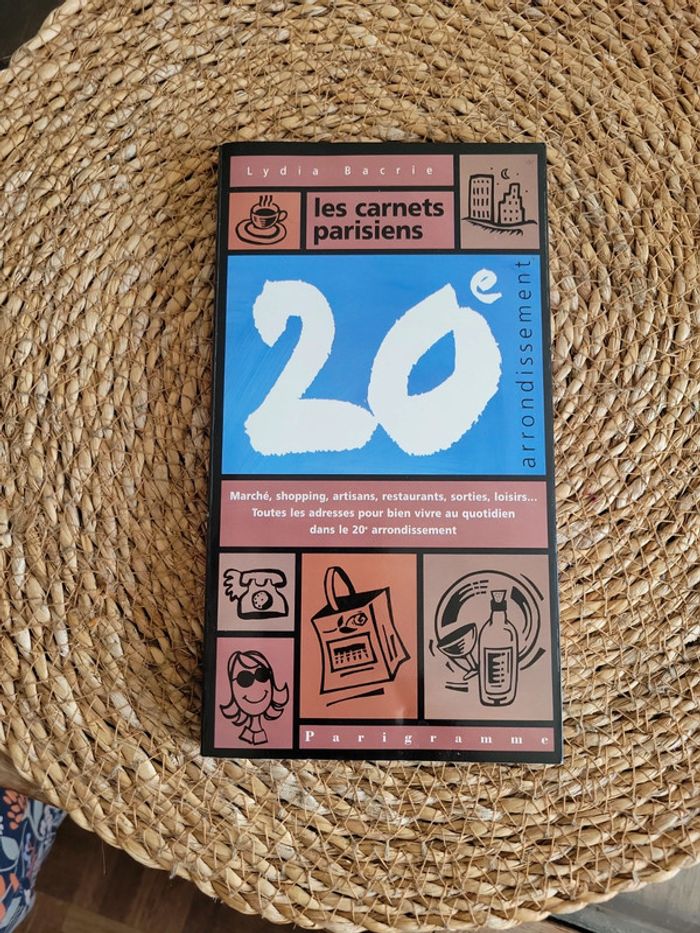 Lydia Bacrie
les carnets
parisiens
20e
arrondissement
Marché, shopping, artisans, restaurants, sorties, loisirs...
Toutes les adresses pour bien vivre au quotidien
dans le 20e arrondissement
Parigramme